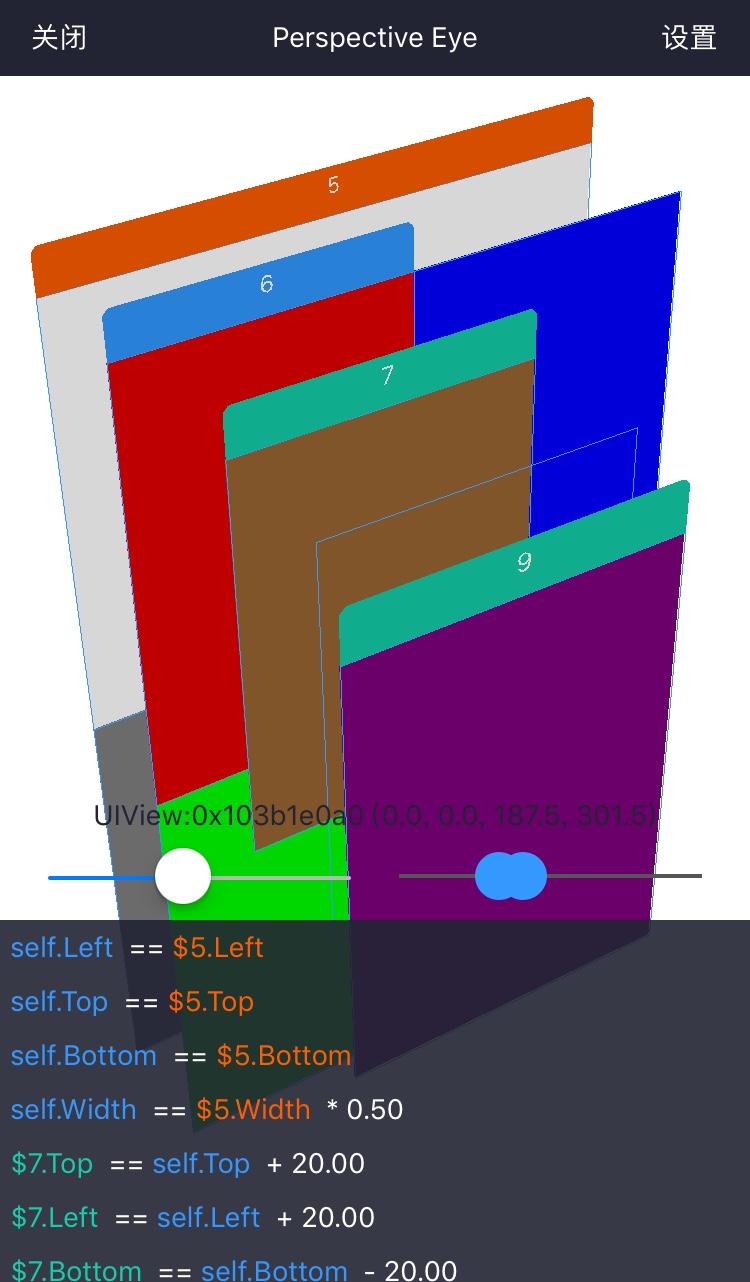 关闭 Perspective Eye 设置
5
6
7
9
UIView:0x103b1e0a0 (0.0, 0.0, 187.5, 301.5)
self.Left == $5.Left
self.Top == $5.Top
self.Bottom == $5.Bottom
self.Width == $5.Width * 0.50
$7.Top == self.Top + 20.00
$7.Left == self.Left + 20.00
$7.Bottom == self.Bottom - 20.00